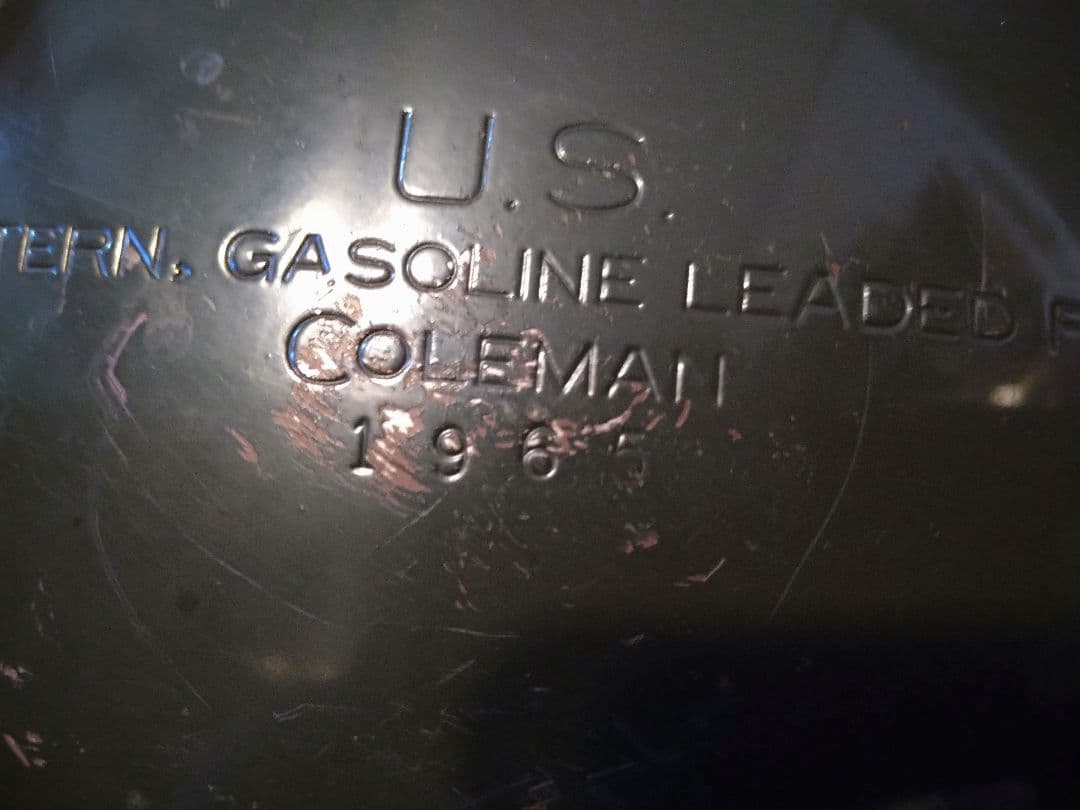 U.S.
TERN, GASOLINE LEADED F
COLEMAN
1965